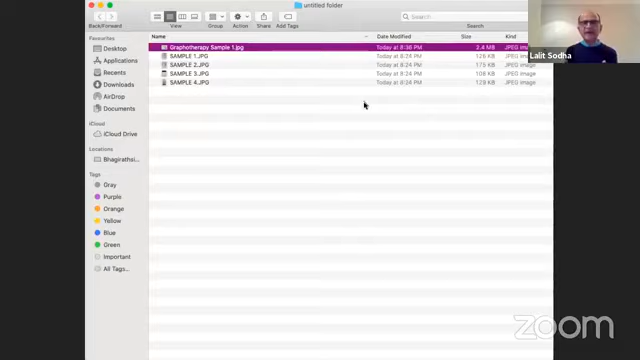 untitled folder
Back/Forward
View
Group
Action
Share
Add Tags
Search
Search
Lalit Sodha
Favourites
Desktop
Applications
Recents
Downloads
AirDrop
Documents
iCloud
iCloud Drive
Locations
Bhagirathsi...
Tags
Gray
Purple
Orange
Yellow
Blue
Green
Important
All Tags...
Name Date Modified Size Kind
Graphotherapy Sample 1.jpg Today at 8:36 PM 2.4 MB JPEG ima
SAMPLE 1.JPG Today at 8:24 PM 126 KB JPEG image
SAMPLE 2.JPG Today at 8:24 PM 175 KB JPEG image
SAMPLE 3.JPG Today at 8:24 PM 108 KB JPEG image
SAMPLE 4.JPG Today at 8:24 PM 129 KB JPEG image
zoom